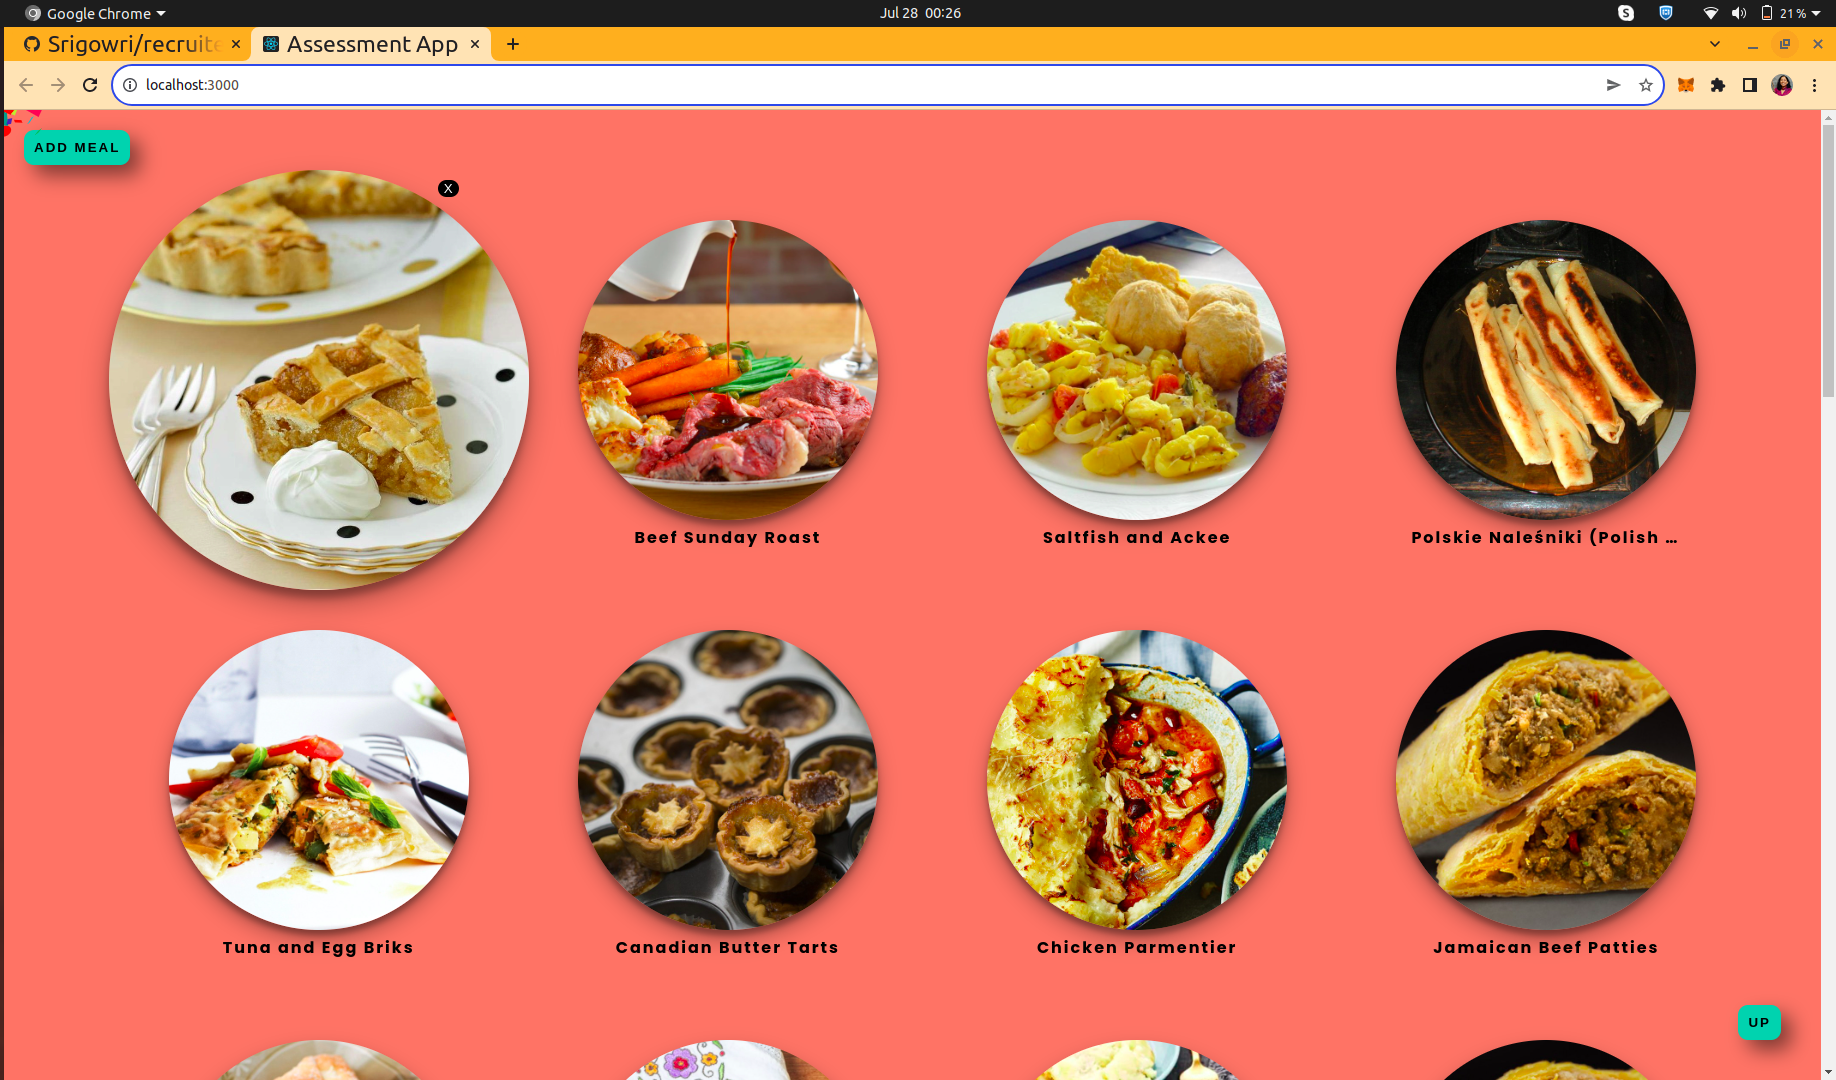 Google Chrome
Jul 28 00:26
21 %
Srigowri/recruite
Assessment App
localhost:3000
ADD MEAL
X
Beef Sunday Roast
Saltfish and Ackee
Polskie Naleśniki (Polish ...
Tuna and Egg Briks
Canadian Butter Tarts
Chicken Parmentier
Jamaican Beef Patties
UP